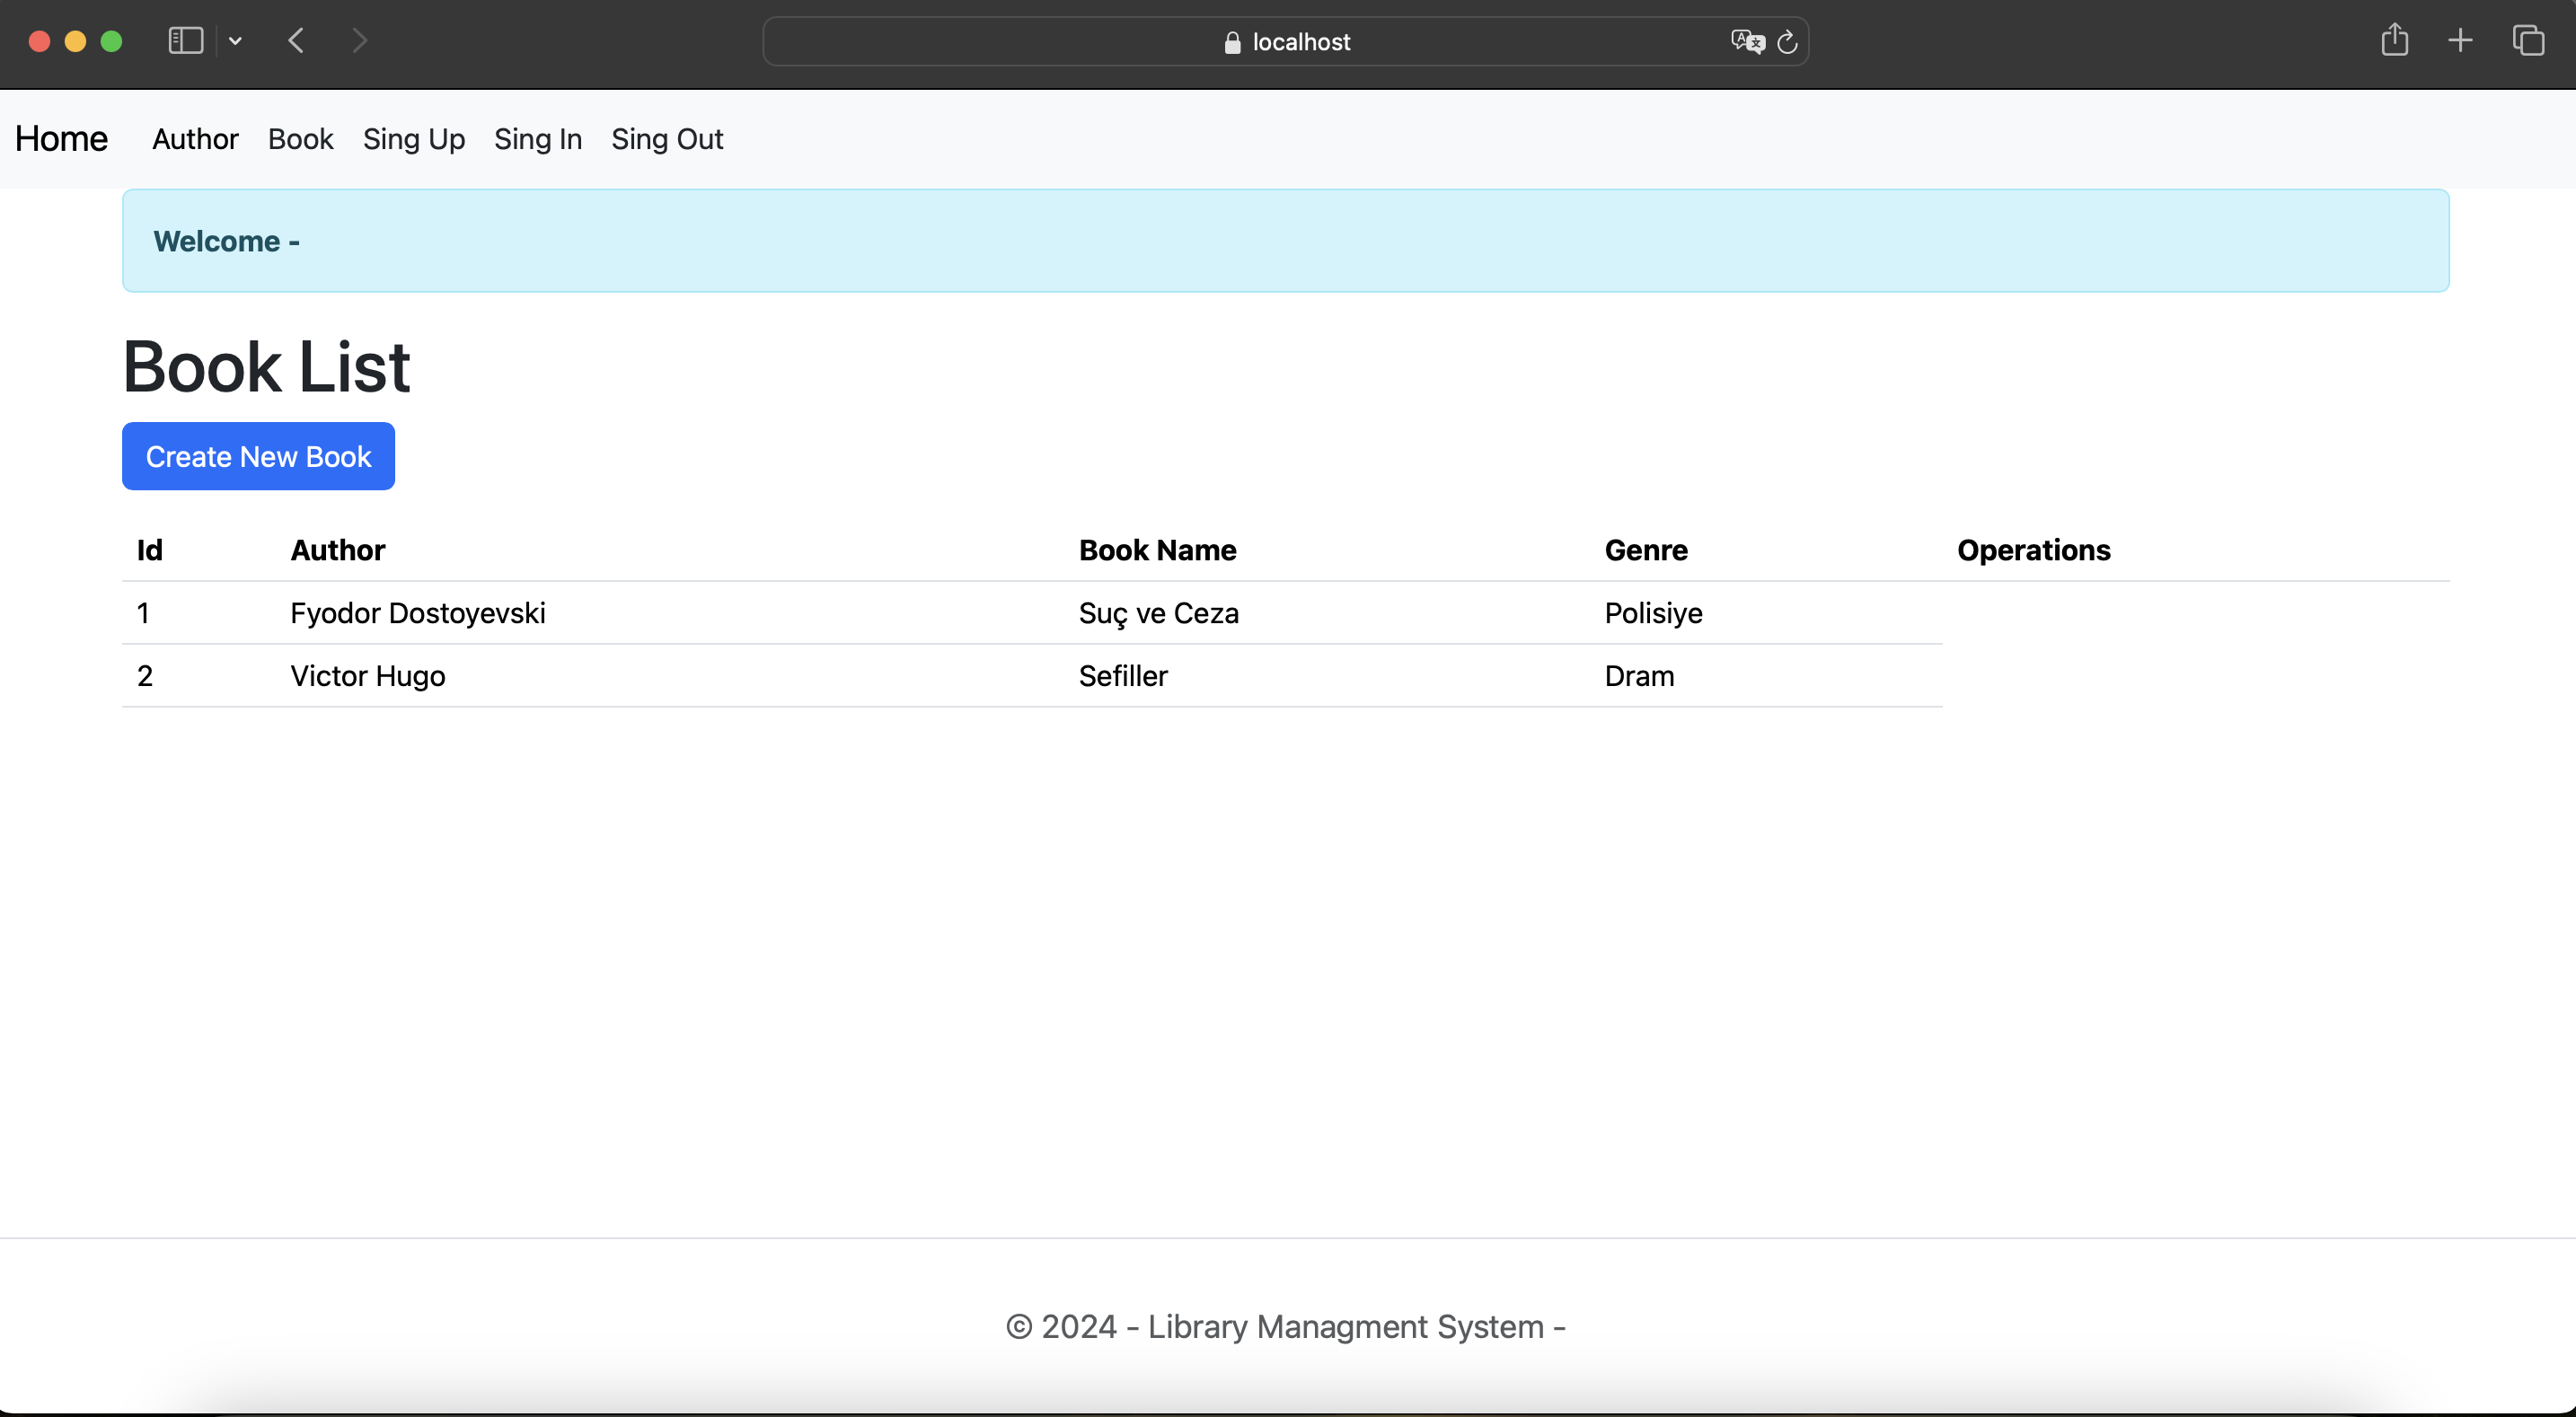 localhost
Home Author Book Sing Up Sing In Sing Out
Welcome -
Book List
Create New Book
Id Author Book Name Genre Operations
1 Fyodor Dostoyevski Suç ve Ceza Polisiye
2 Victor Hugo Sefiller Dram
© 2024 - Library Managment System -